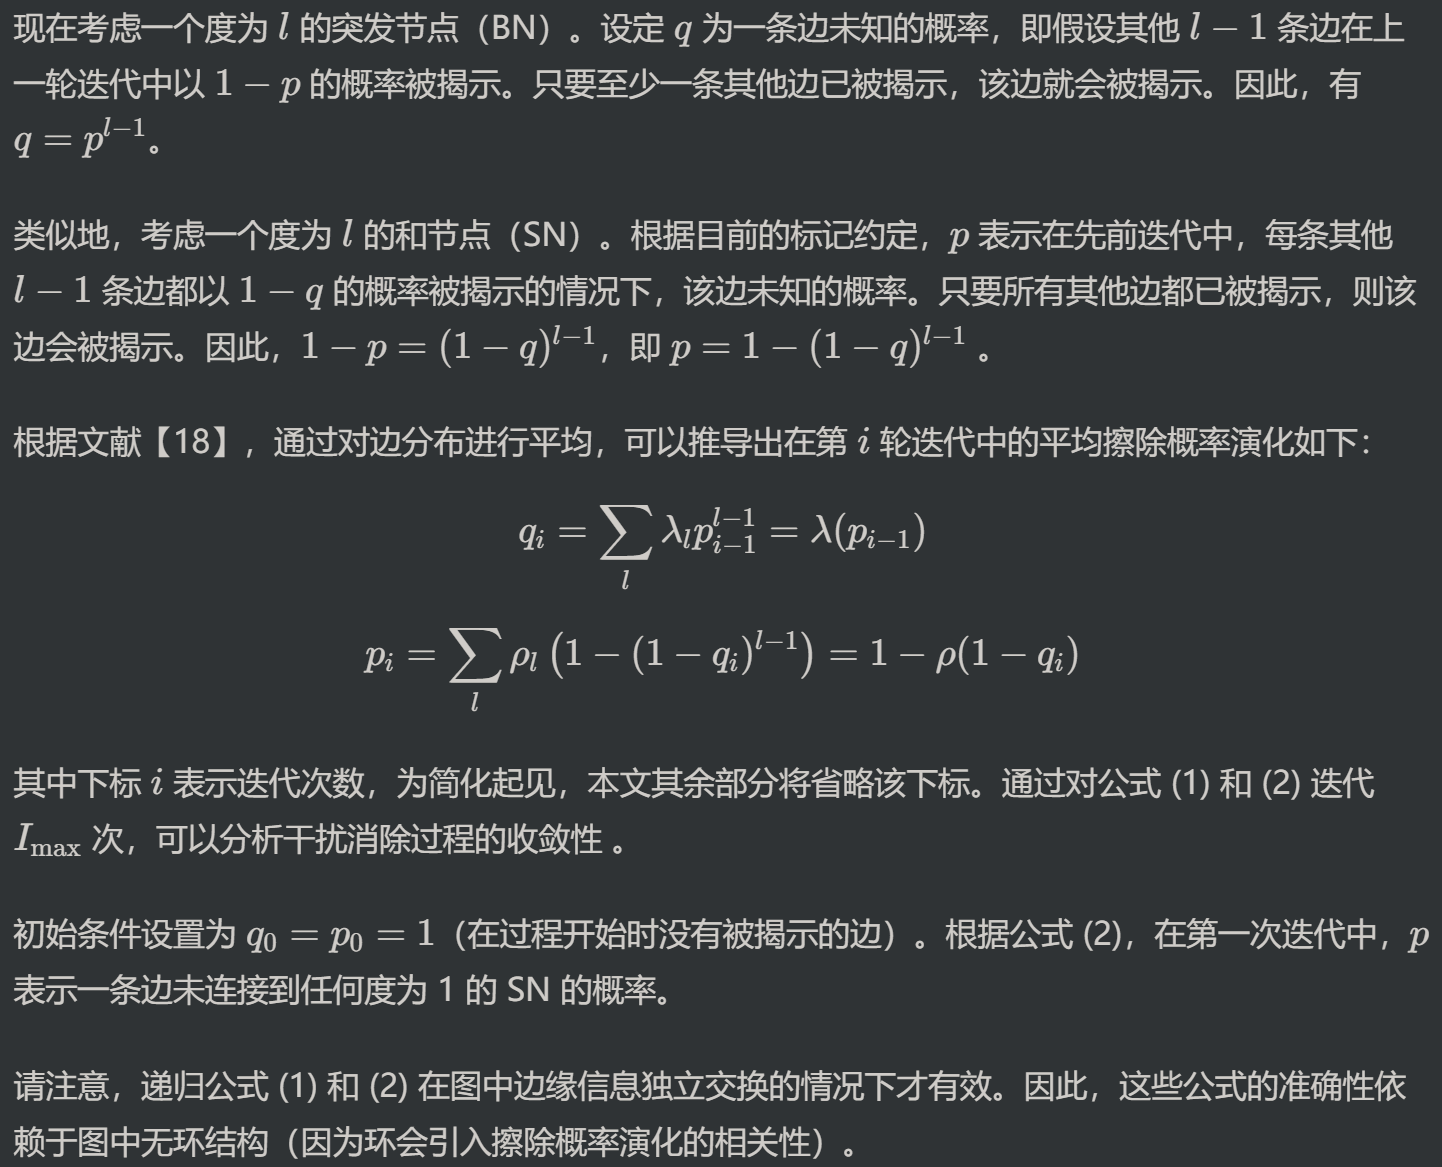 现在考虑一个度为 l 的突发节点（BN）。设定 q 为一条边未知的概率，即假设其他 l − 1 条边在上
一轮迭代中以 1 − p 的概率被揭示。只要至少一条其他边已被揭示，该边就会被揭示。因此，有
q = p^{l−1}。
类似地，考虑一个度为 l 的和节点（SN）。根据目前的标记约定，p 表示在先前迭代中，每条其他
l − 1 条边都以 1 − q 的概率被揭示的情况下，该边未知的概率。只要所有其他边都已被揭示，则该
边会被揭示。因此，1 − p = (1 − q)^{l−1}，即 p = 1 − (1 − q)^{l−1} 。
根据文献【18】，通过对边分布进行平均，可以推导出在第 i 轮迭代中的平均擦除概率演化如下：
q_i = \sum_l λ_l p_{i−1}^{l−1} = λ(p_{i−1})
p_i = \sum_l ρ_l (1 − (1 − q_i)^{l−1}) = 1 − ρ(1 − q_i)
其中下标 i 表示迭代次数，为简化起见，本文其余部分将省略该下标。通过对公式 (1) 和 (2) 迭代
I_{max} 次，可以分析干扰消除过程的收敛性 。
初始条件设置为 q_0 = p_0 = 1（在过程开始时没有被揭示的边）。根据公式 (2)，在第一次迭代中，p
表示一条边未连接到任何度为 1 的 SN 的概率。
请注意，递归公式 (1) 和 (2) 在图中边缘信息独立交换的情况下才有效。因此，这些公式的准确性依
赖于图中无环结构（因为环会引入擦除概率演化的相关性）。